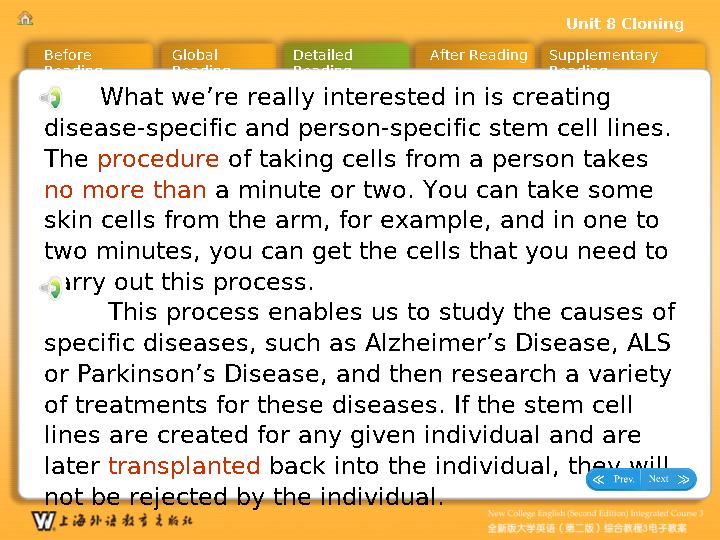 Unit 8 Cloning
Before Reading
Global Reading
Detailed Reading
After Reading
Supplementary Reading
What we’re really interested in is creating
disease-specific and person-specific stem cell lines.
The procedure of taking cells from a person takes
no more than a minute or two. You can take some
skin cells from the arm, for example, and in one to
two minutes, you can get the cells that you need to
carry out this process.
This process enables us to study the causes of
specific diseases, such as Alzheimer’s Disease, ALS
or Parkinson’s Disease, and then research a variety
of treatments for these diseases. If the stem cell
lines are created for any given individual and are
later transplanted back into the individual, they will
not be rejected by the individual.
Prev. Next
W 上海外语教育出版社
New College English (Second Edition) Integrated Course 3
全新版大学英语（第二版）综合教程3电子教案